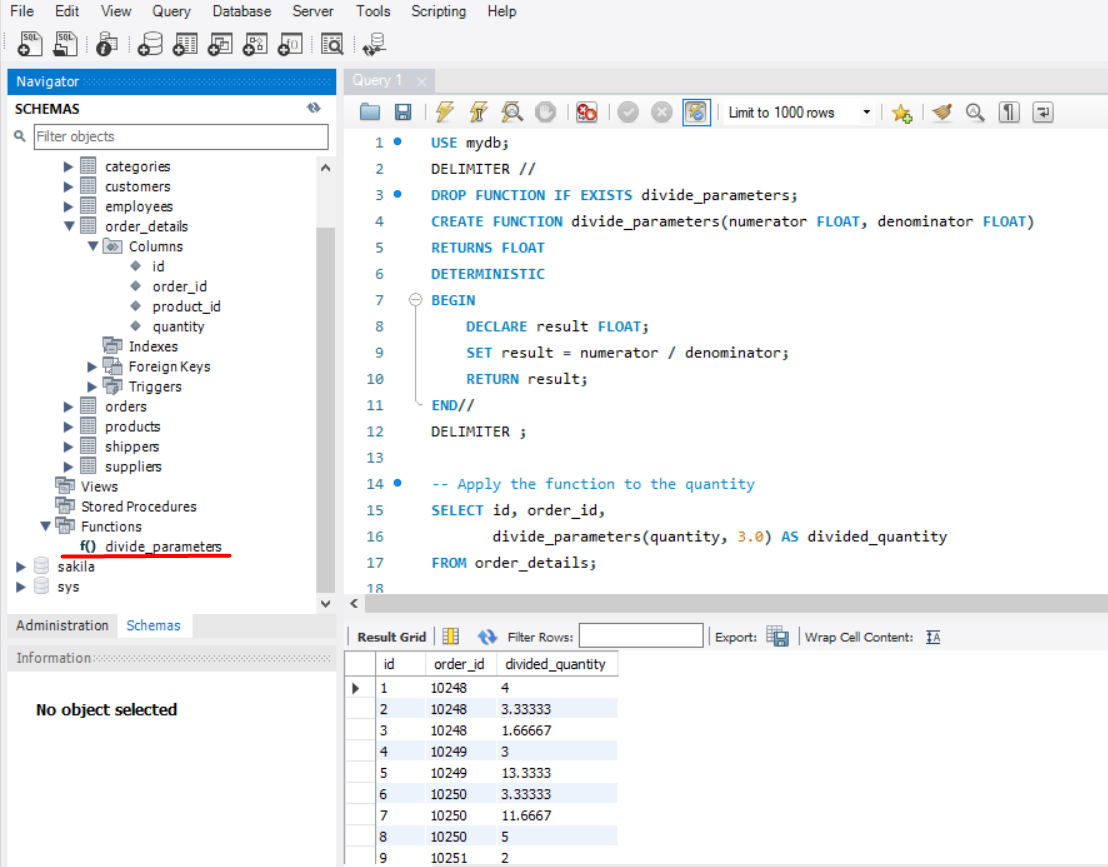 File Edit View Query Database Server Tools Scripting Help
Navigator
SCHEMAS
Filter objects
categories
customers
employees
order_details
Columns
id
order_id
product_id
quantity
Indexes
Foreign Keys
Triggers
orders
products
shippers
suppliers
Views
Stored Procedures
Functions
f() divide_parameters
sakila
sys
Administration Schemas
Information
No object selected
Query 1
Limit to 1000 rows
1 USE mydb;
2 DELIMITER //
3 DROP FUNCTION IF EXISTS divide_parameters;
4 CREATE FUNCTION divide_parameters(numerator FLOAT, denominator FLOAT)
5 RETURNS FLOAT
6 DETERMINISTIC
7 BEGIN
8 DECLARE result FLOAT;
9 SET result = numerator / denominator;
10 RETURN result;
11 END//
12 DELIMITER ;
13
14 -- Apply the function to the quantity
15 SELECT id, order_id,
16 divide_parameters(quantity, 3.0) AS divided_quantity
17 FROM order_details;
18
Result Grid Filter Rows: Export: Wrap Cell Content:
id order_id divided_quantity
1 10248 4
2 10248 3.33333
3 10248 1.66667
4 10249 3
5 10249 13.3333
6 10250 3.33333
7 10250 11.6667
8 10250 5
9 10251 2